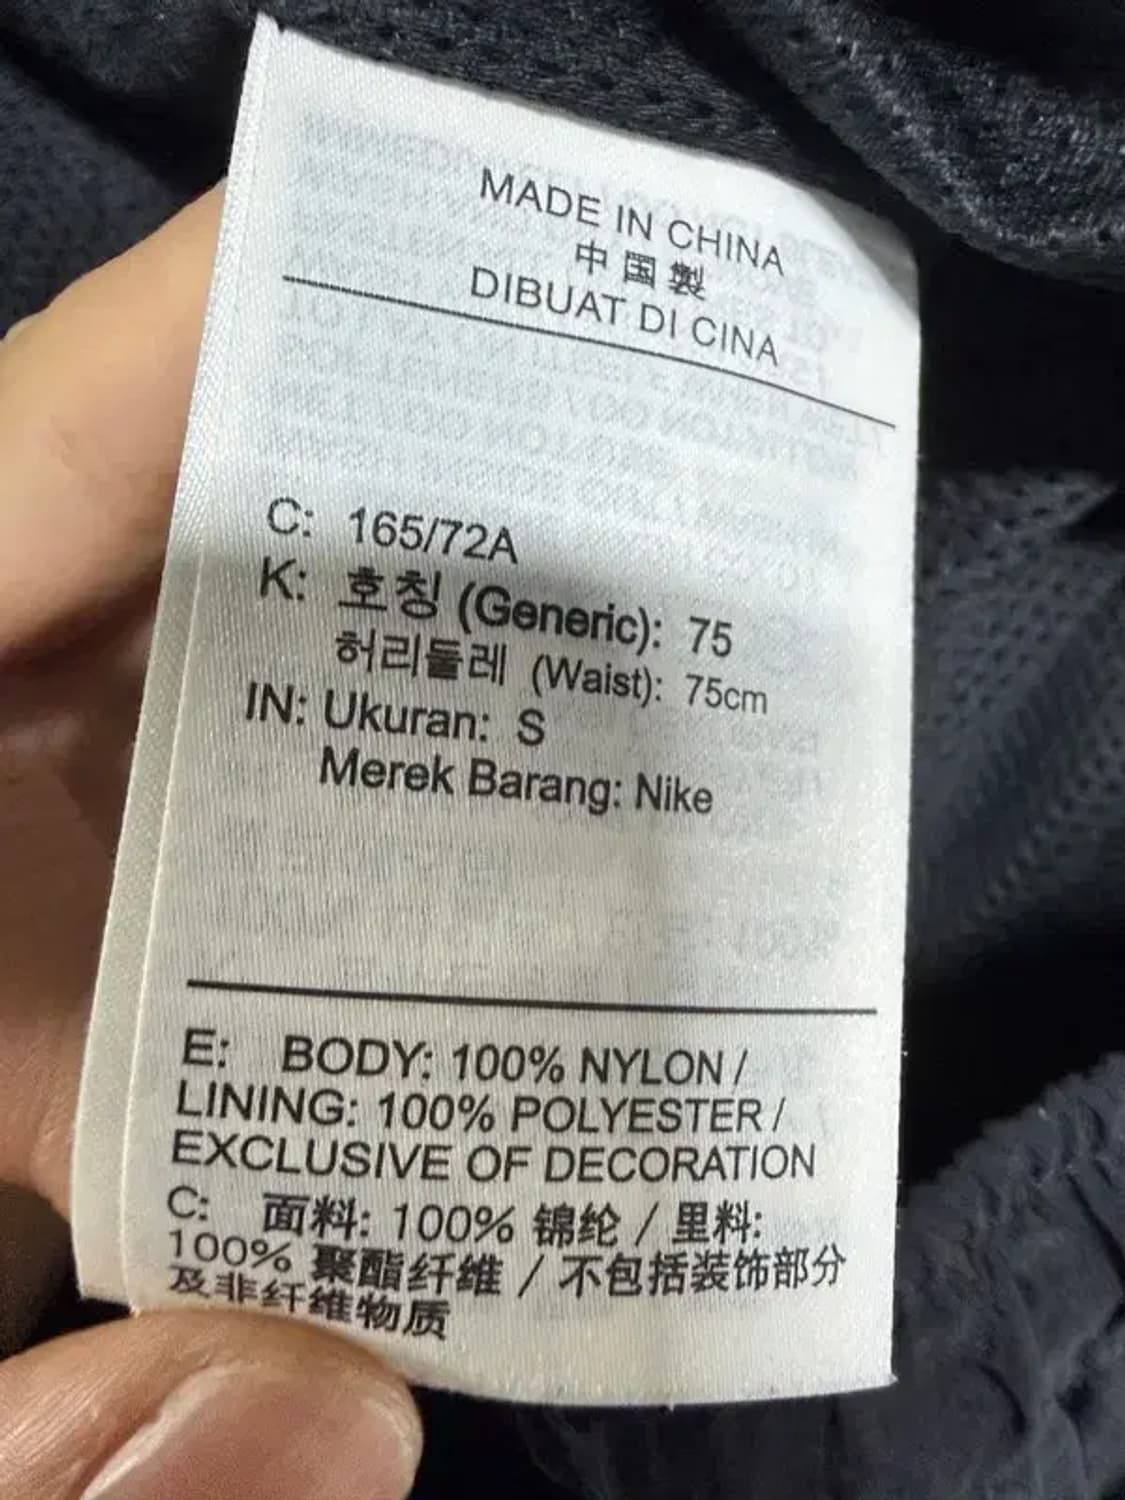 MADE IN CHINA
中国製
DIBUAT DI CINA
C: 165/72A
K: 호칭 (Generic): 75
허리둘레 (Waist): 75cm
IN: Ukuran: S
Merek Barang: Nike
E: BODY: 100% NYLON /
LINING: 100% POLYESTER /
EXCLUSIVE OF DECORATION
C: 面料: 100% 锦纶 / 里料:
100% 聚酯纤维 / 不包括装饰部分
及非纤维物质